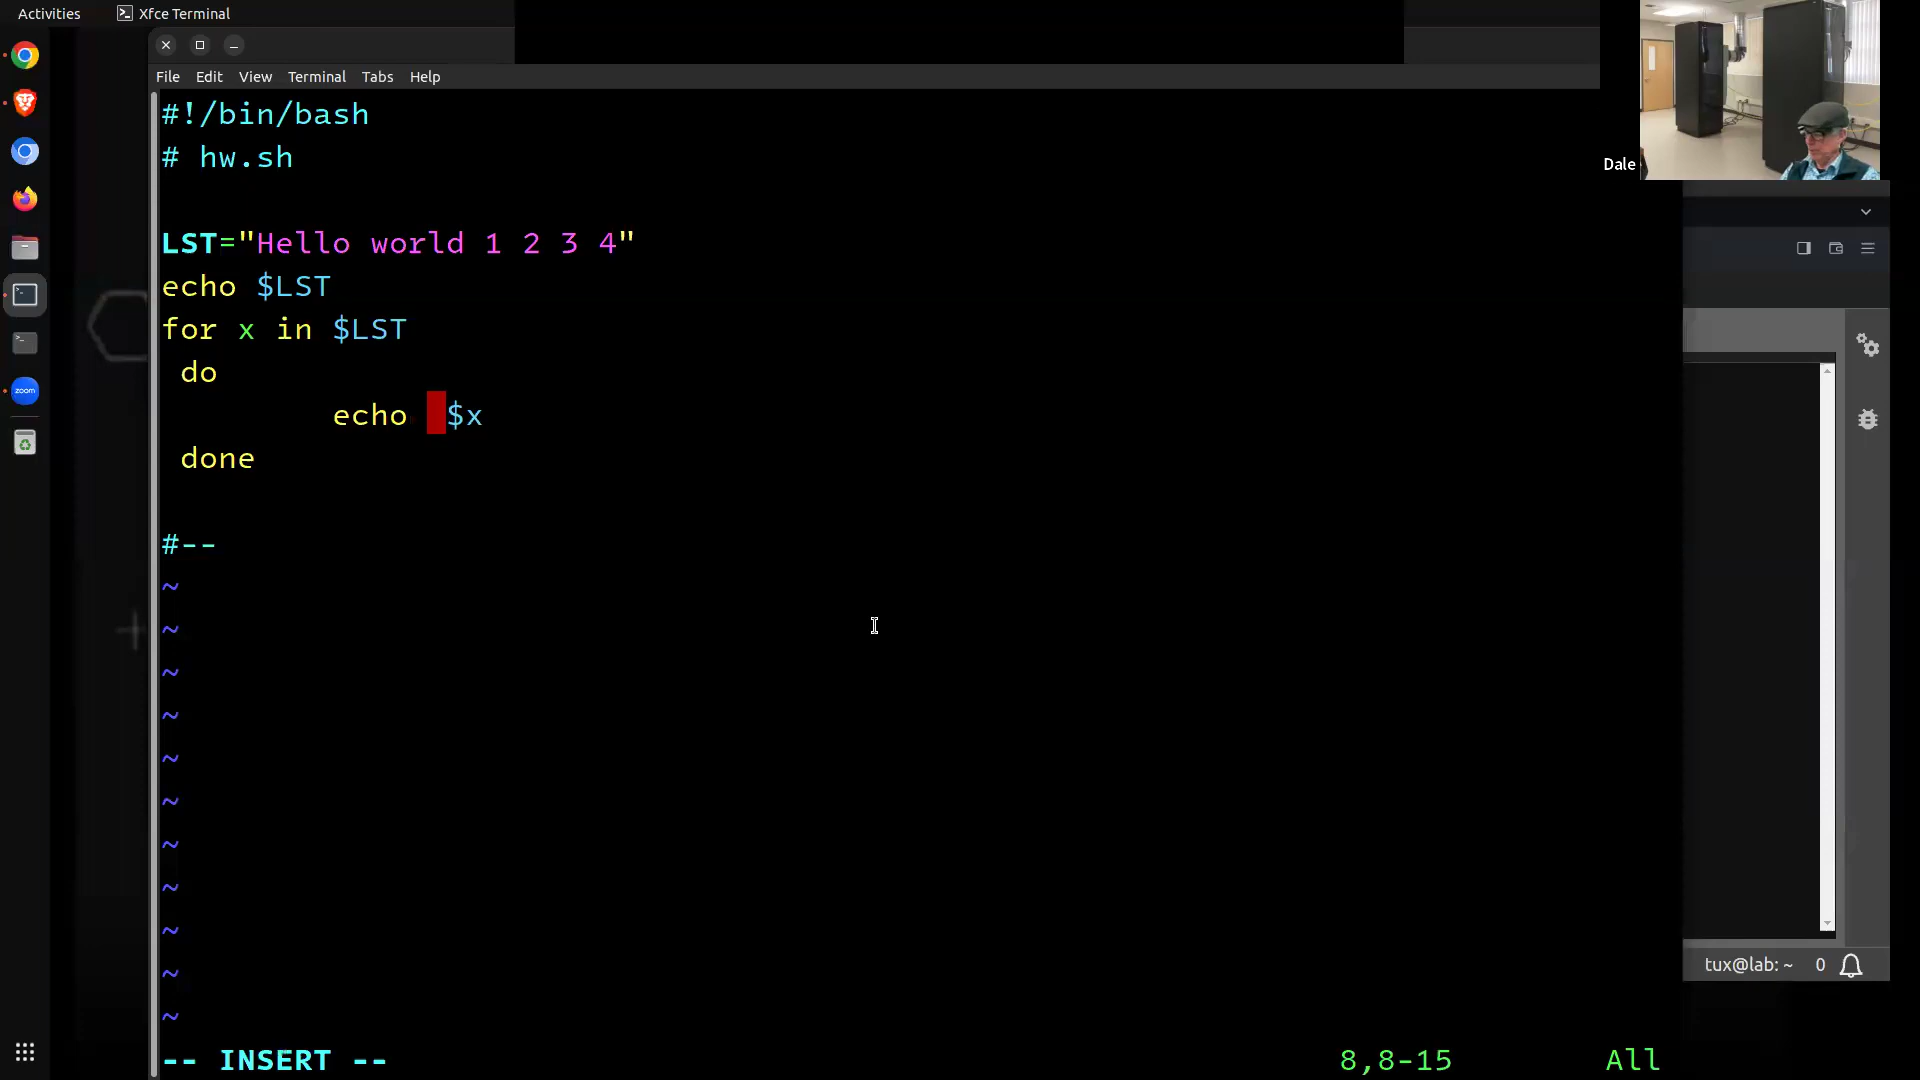 Activities Xfce Terminal
File Edit View Terminal Tabs Help
#!/bin/bash
# hw.sh
Dale
LST="Hello world 1 2 3 4"
echo $LST
for x in $LST
do
echo  $x
done
#--
~
~
~
~
~
~
~
~
~
~
~
zoom
tux@lab: ~ 0
-- INSERT -- 8,8-15 All